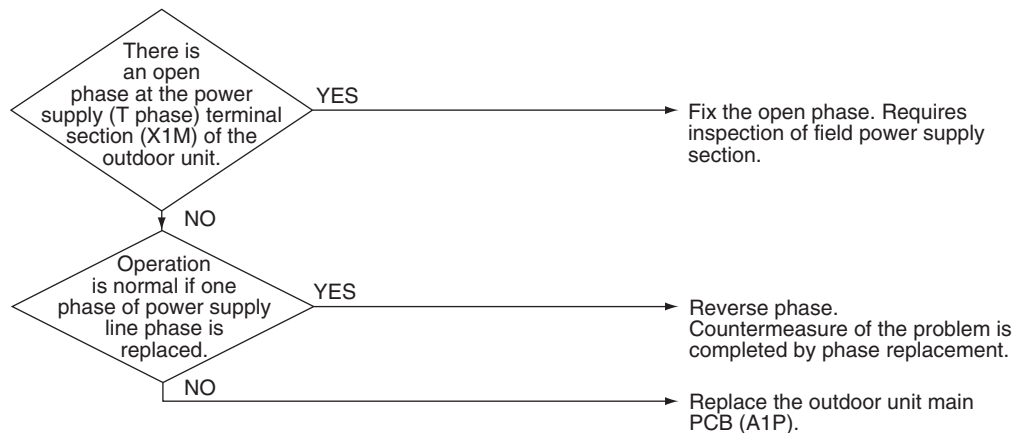 There is
an open
phase at the power
supply (T phase) terminal
section (X1M) of the
outdoor unit.
YES
Fix the open phase. Requires
inspection of field power supply
section.
NO
Operation
is normal if one
phase of power supply
line phase is
replaced.
YES
Reverse phase.
Countermeasure of the problem is
completed by phase replacement.
NO
Replace the outdoor unit main
PCB (A1P).